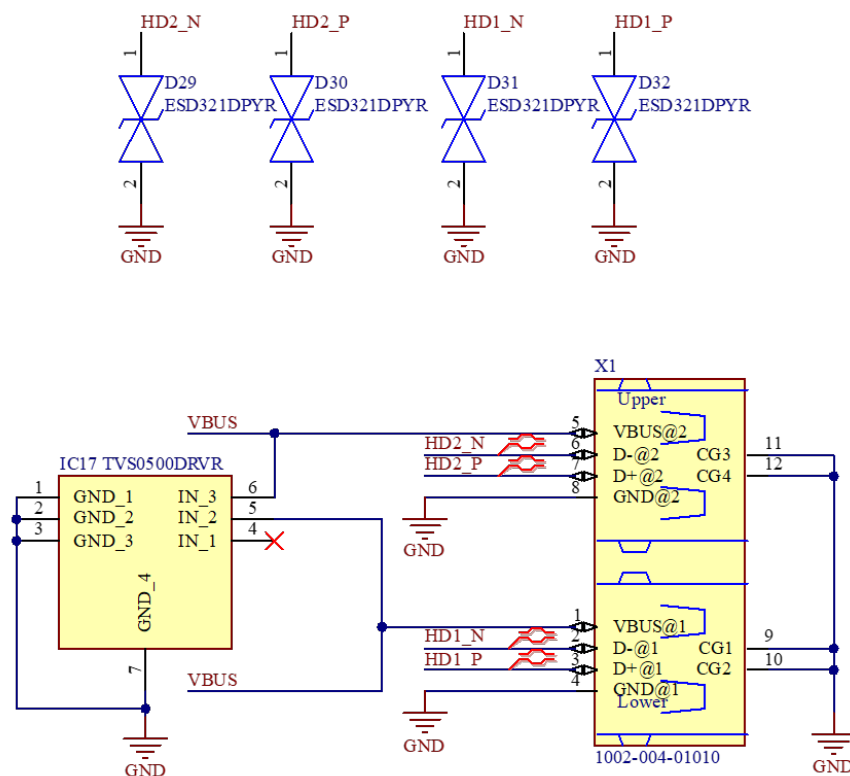 HD2_N HD2_P HD1_N HD1_P
1 1 1 1
D29 D30 D31 D32
ESD321DPYR ESD321DPYR ESD321DPYR ESD321DPYR
2 2 2 2
GND GND GND GND
X1
Upper
VBUS 5 VBUS@2
HD2_N 6 D-@2 CG3 11
HD2_P 7 D+@2 CG4 12
8 GND@2
GND
IC17 TVS0500DRVR
1 GND_1 IN_3 6
2 GND_2 IN_2 5
3 GND_3 IN_1 4
GND_4
7
GND
VBUS
1 VBUS@1
HD1_N 2 D-@1 CG1 9
HD1_P 3 D+@1 CG2 10
4 GND@1
Lower
GND
1002-004-01010
GND